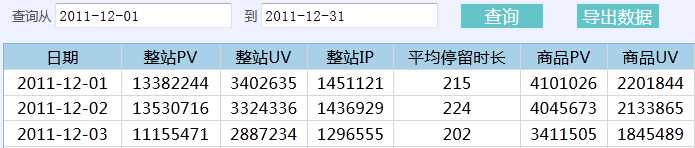 查询从 2011-12-01 到 2011-12-31 查询 导出数据
日期 整站PV 整站UV 整站IP 平均停留时长 商品PV 商品UV
2011-12-01 13382244 3402635 1451121 215 4101026 2201844
2011-12-02 13530716 3324336 1436929 224 4045673 2133865
2011-12-03 11155471 2887234 1296555 202 3411505 1845489